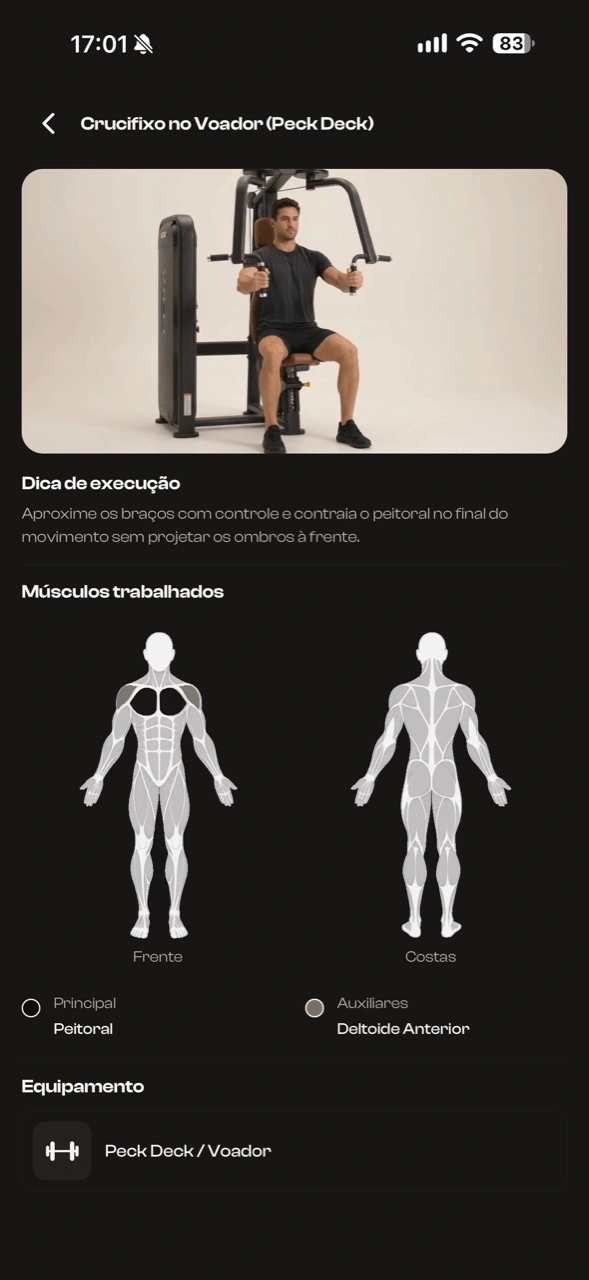 17:01
83
Crucifixo no Voador (Peck Deck)
Dica de execução
Aproxime os braços com controle e contraia o peitoral no final do
movimento sem projetar os ombros à frente.
Músculos trabalhados
Frente
Costas
Principal
Peitoral
Auxiliares
Deltoide Anterior
Equipamento
Peck Deck / Voador